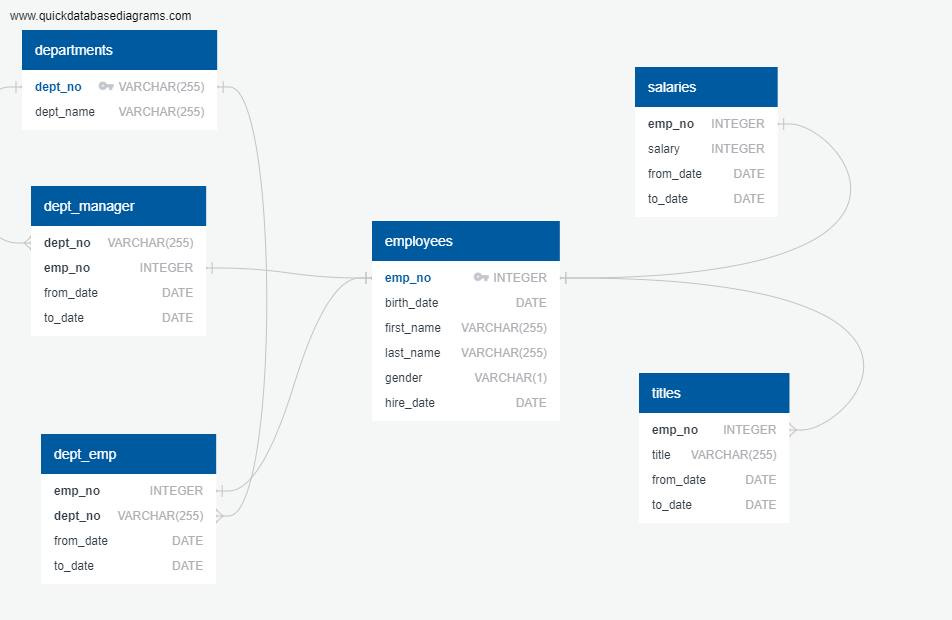 www.quickdatabasediagrams.com
departments
dept_no VARCHAR(255)
dept_name VARCHAR(255)
dept_manager
dept_no VARCHAR(255)
emp_no INTEGER
from_date DATE
to_date DATE
dept_emp
emp_no INTEGER
dept_no VARCHAR(255)
from_date DATE
to_date DATE
employees
emp_no INTEGER
birth_date DATE
first_name VARCHAR(255)
last_name VARCHAR(255)
gender VARCHAR(1)
hire_date DATE
salaries
emp_no INTEGER
salary INTEGER
from_date DATE
to_date DATE
titles
emp_no INTEGER
title VARCHAR(255)
from_date DATE
to_date DATE